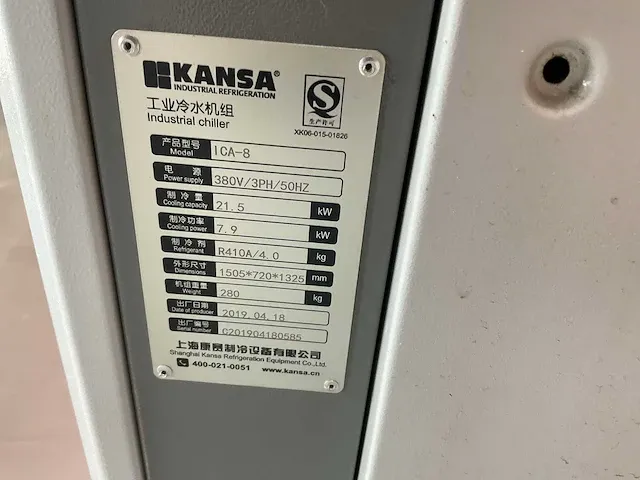 KANSA®
INDUSTRIAL REFRIGERATION
工业冷水机组
Industrial chiller
生产许可
XK06-015-01826
产品型号 ICA-8
Model
电 源 380V/3PH/50HZ
Power supply
制 冷 量 21.5 kW
Cooling capacity
制冷功率 7.9 kW
Cooling power
制 冷 剂 R410A/4.0 kg
Refrigerant
外形尺寸 1505*720*1325 mm
Dimensions
机组重量 280 kg
Weight
出厂日期 2019.04.18
Date of producer
出厂编号 C201904180585
Serial number
上海康赛制冷设备有限公司
Shanghai Kansa Refrigeration Equipment Co.,Ltd.
400-021-0051 www.kansa.cn